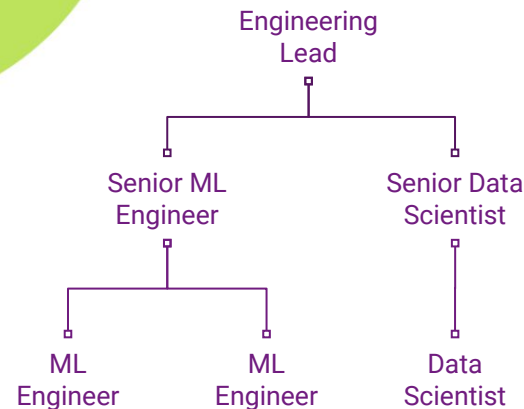 Engineering
Lead
Senior ML
Engineer
Senior Data
Scientist
ML
Engineer
ML
Engineer
Data
Scientist